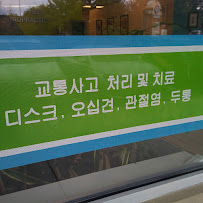 교통사고 처리 및 치료
디스크, 오십견, 관절염, 두통